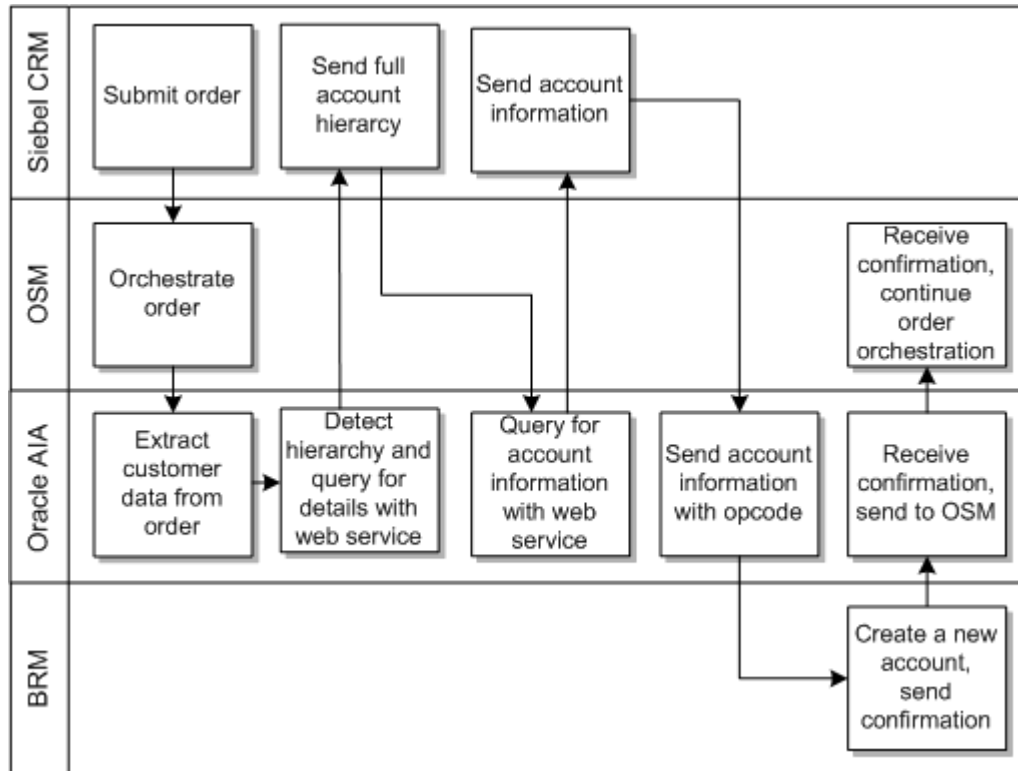 Siebel CRM
Submit order
Send full
account
hierarcy
Send account
information
OSM
Orchestrate
order
Receive
confirmation,
continue
order
orchestration
Oracle AIA
Extract
customer
data from
order
Detect
hierarchy and
query for
details with
web service
Query for
account
information
with web
service
Send account
information
with opcode
Receive
confirmation,
send to OSM
BRM
Create a new
account,
send
confirmation